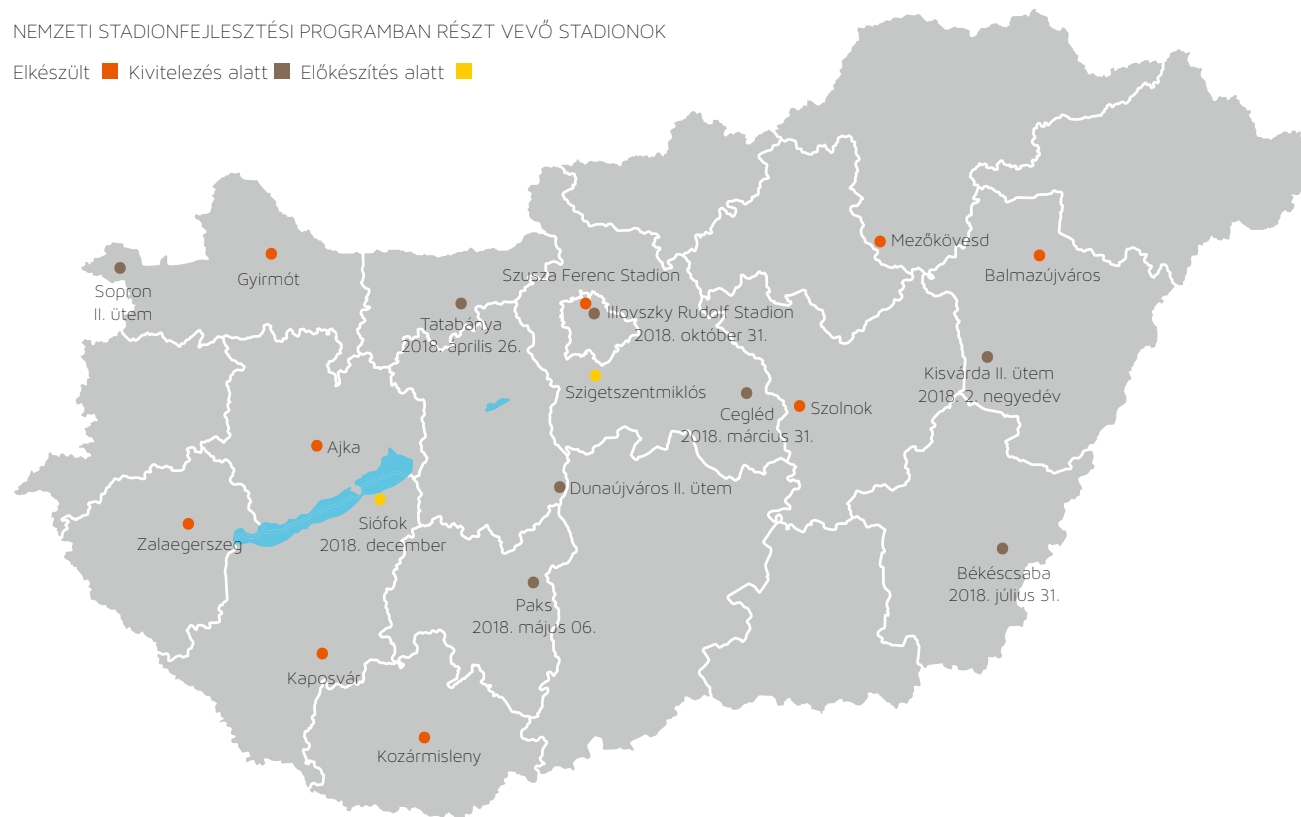 NEMZETI STADIONFEJLESZTÉSI PROGRAMBAN RÉSZT VEVŐ STADIONOK
Elkészült Kivitelezés alatt Előkészítés alatt
Mezőkövesd
Balmazújváros
Gyirmót
Szusza Ferenc Stadion
Sopron
II. ütem
Illovszky Rudolf Stadion
2018. október 31.
Tatabánya
2018. április 26.
Kisvárda II. ütem
2018. 2. negyedév
Szigetszentmiklós
Cegléd
2018. március 31.
Szolnok
Ajka
Dunaújváros II. ütem
Siófok
2018. december
Zalaegerszeg
Békéscsaba
2018. július 31.
Paks
2018. május 06.
Kaposvár
Kozármisleny